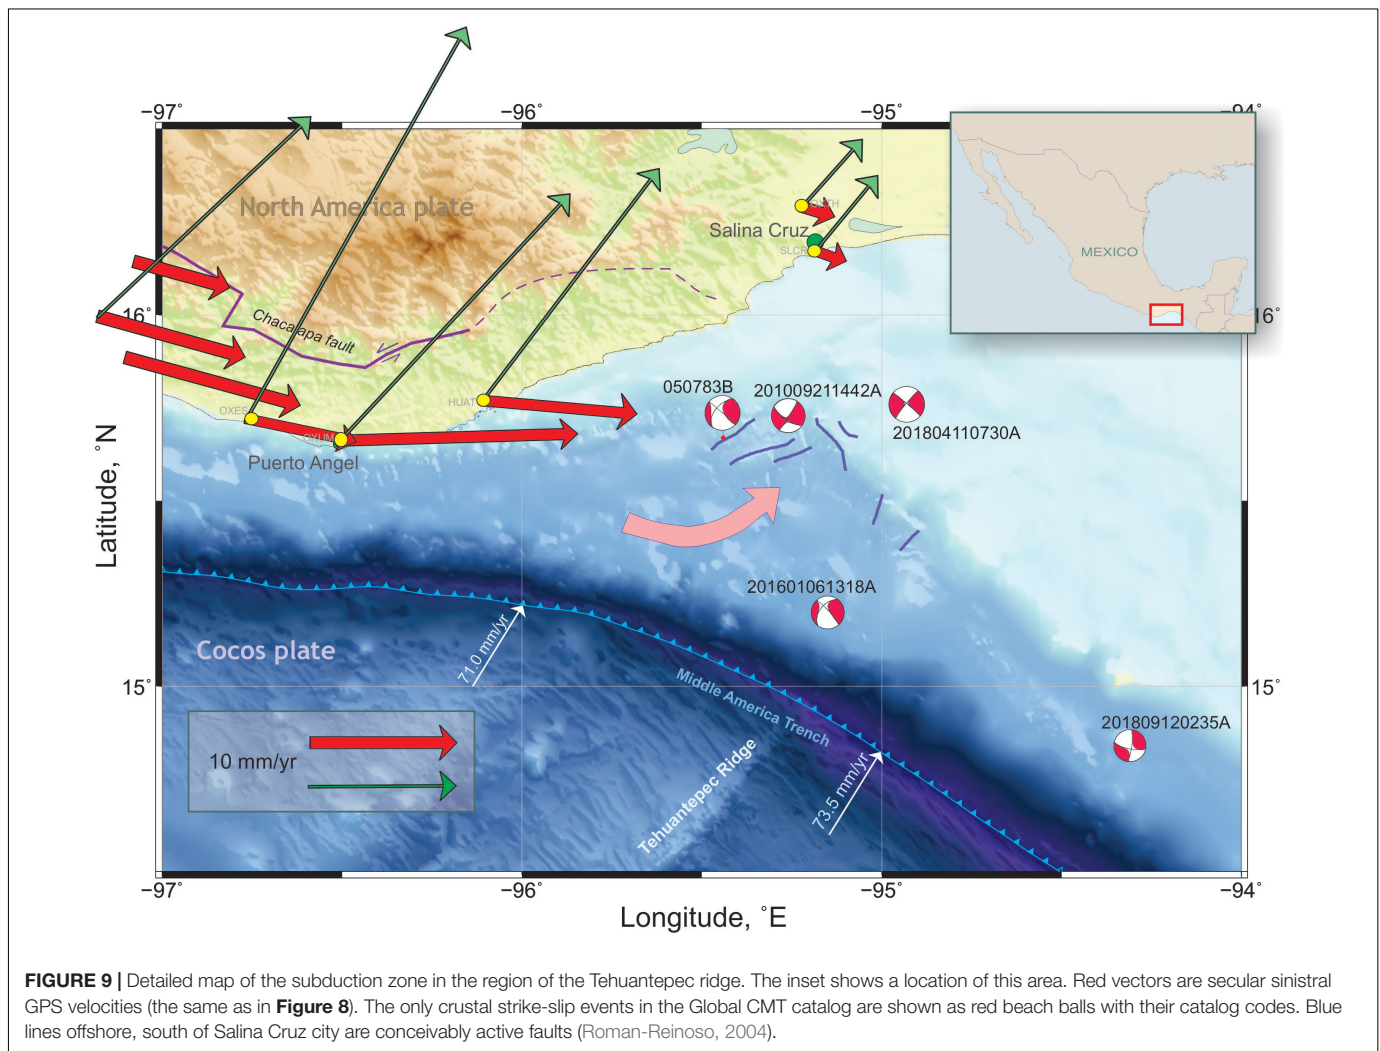 −97˚
−96˚
−95˚
−94˚
North America plate
OXTH
Salina Cruz
SLCR
MEXICO
16˚
16˚
Chacalapa fault
050783B
201009211442A
201804110730A
OXES
HUAT
OXUM
Puerto Angel
Latitude, ˚N
201601061318A
71.0 mm/yr
Cocos plate
15˚
15˚
Middle America Trench
201809120235A
10 mm/yr
Tehuantepec Ridge
73.5 mm/yr
−97˚
−96˚
−95˚
−94˚
Longitude, ˚E
FIGURE 9 | Detailed map of the subduction zone in the region of the Tehuantepec ridge. The inset shows a location of this area. Red vectors are secular sinistral
GPS velocities (the same as in Figure 8). The only crustal strike-slip events in the Global CMT catalog are shown as red beach balls with their catalog codes. Blue
lines offshore, south of Salina Cruz city are conceivably active faults (Roman-Reinoso, 2004).